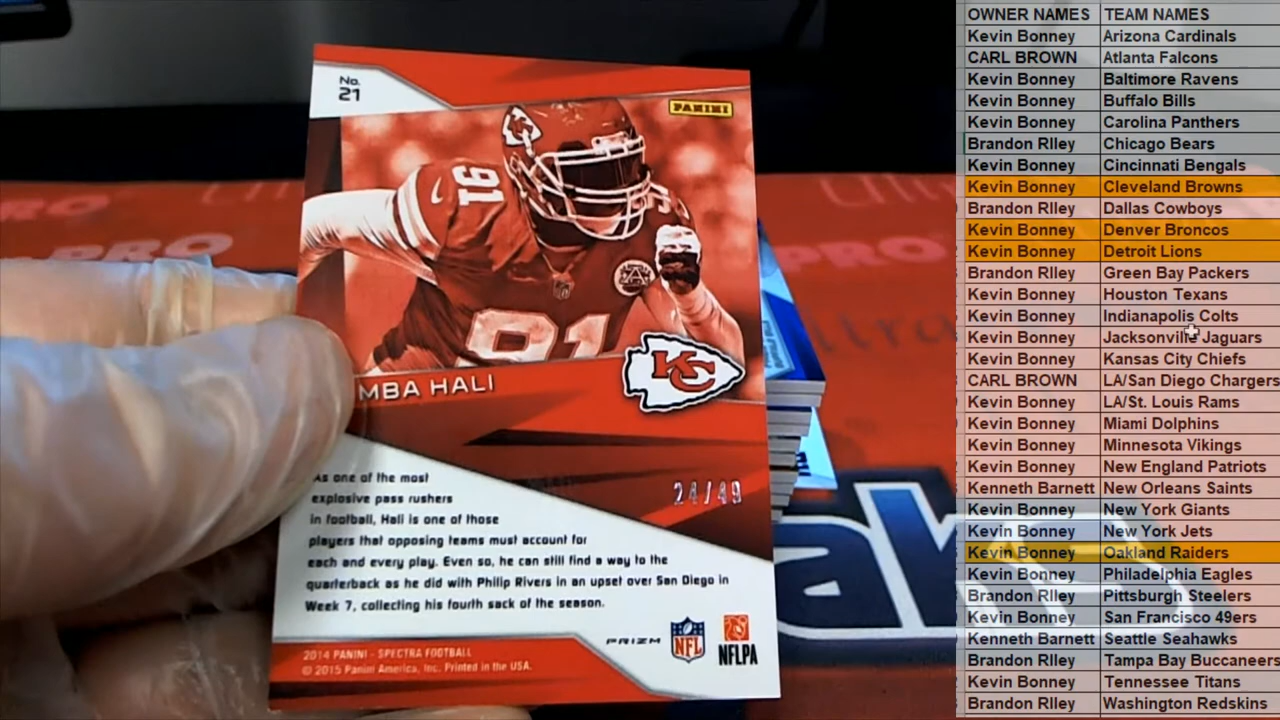 No.
21
PANINI
91
91
KC
MBA HALI
As one of the most
explosive pass rushers
in football, Hali is one of those
players that opposing teams must account for
each and every play. Even so, he can still find a way to the
quarterback as he did with Philip Rivers in an upset over San Diego in
Week 7, collecting his fourth sack of the season.
24/49
PRIZM
NFL
NFLPA
2014 PANINI - SPECTRA FOOTBALL
© 2015 Panini America, Inc. Printed in the USA.
PRO
PRO
PRO
OWNER NAMES TEAM NAMES
Kevin Bonney Arizona Cardinals
CARL BROWN Atlanta Falcons
Kevin Bonney Baltimore Ravens
Kevin Bonney Buffalo Bills
Kevin Bonney Carolina Panthers
Brandon RIley Chicago Bears
Kevin Bonney Cincinnati Bengals
Kevin Bonney Cleveland Browns
Brandon RIley Dallas Cowboys
Kevin Bonney Denver Broncos
Kevin Bonney Detroit Lions
Brandon RIley Green Bay Packers
Kevin Bonney Houston Texans
Kevin Bonney Indianapolis Colts
Kevin Bonney Jacksonville Jaguars
Kevin Bonney Kansas City Chiefs
CARL BROWN LA/San Diego Chargers
Kevin Bonney LA/St. Louis Rams
Kevin Bonney Miami Dolphins
Kevin Bonney Minnesota Vikings
Kevin Bonney New England Patriots
Kenneth Barnett New Orleans Saints
Kevin Bonney New York Giants
Kevin Bonney New York Jets
Kevin Bonney Oakland Raiders
Kevin Bonney Philadelphia Eagles
Brandon RIley Pittsburgh Steelers
Kevin Bonney San Francisco 49ers
Kenneth Barnett Seattle Seahawks
Brandon RIley Tampa Bay Buccaneers
Kevin Bonney Tennessee Titans
Brandon RIley Washington Redskins